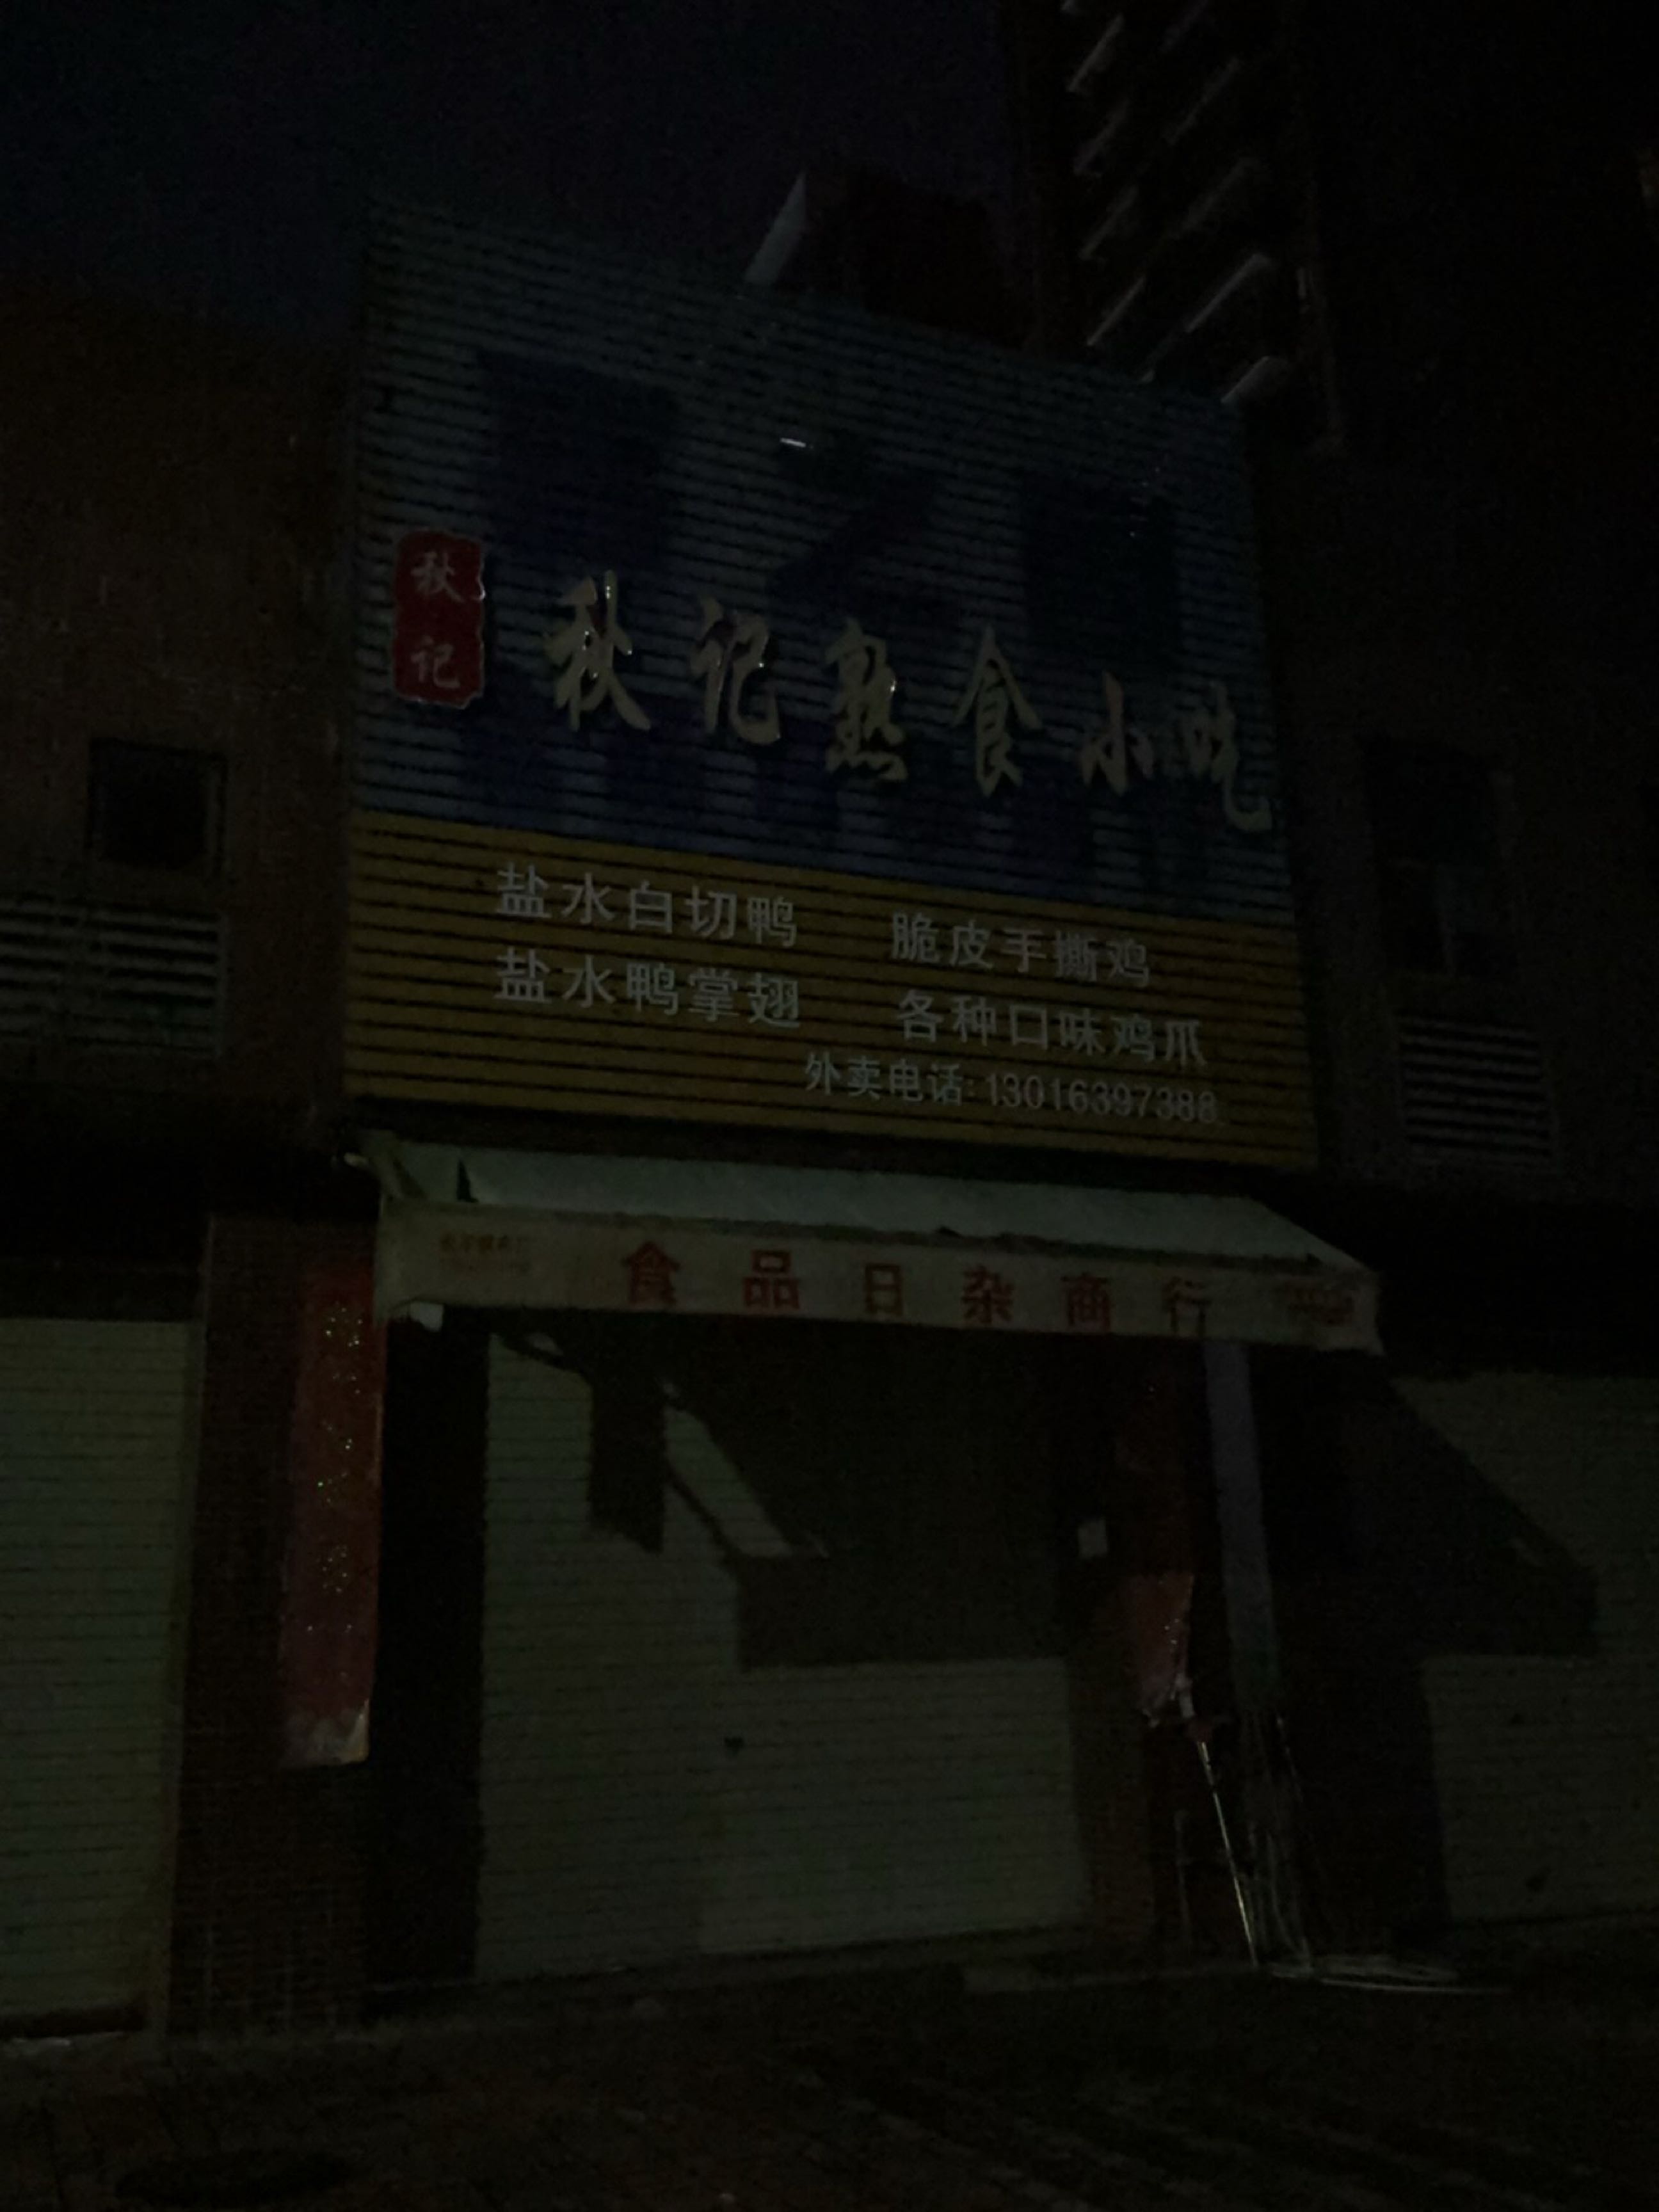 秋记
秋记熟食小吃
盐水白切鸭 脆皮手撕鸡
盐水鸭掌翅 各种口味鸡爪
外卖电话:13016397388
食品日杂商行